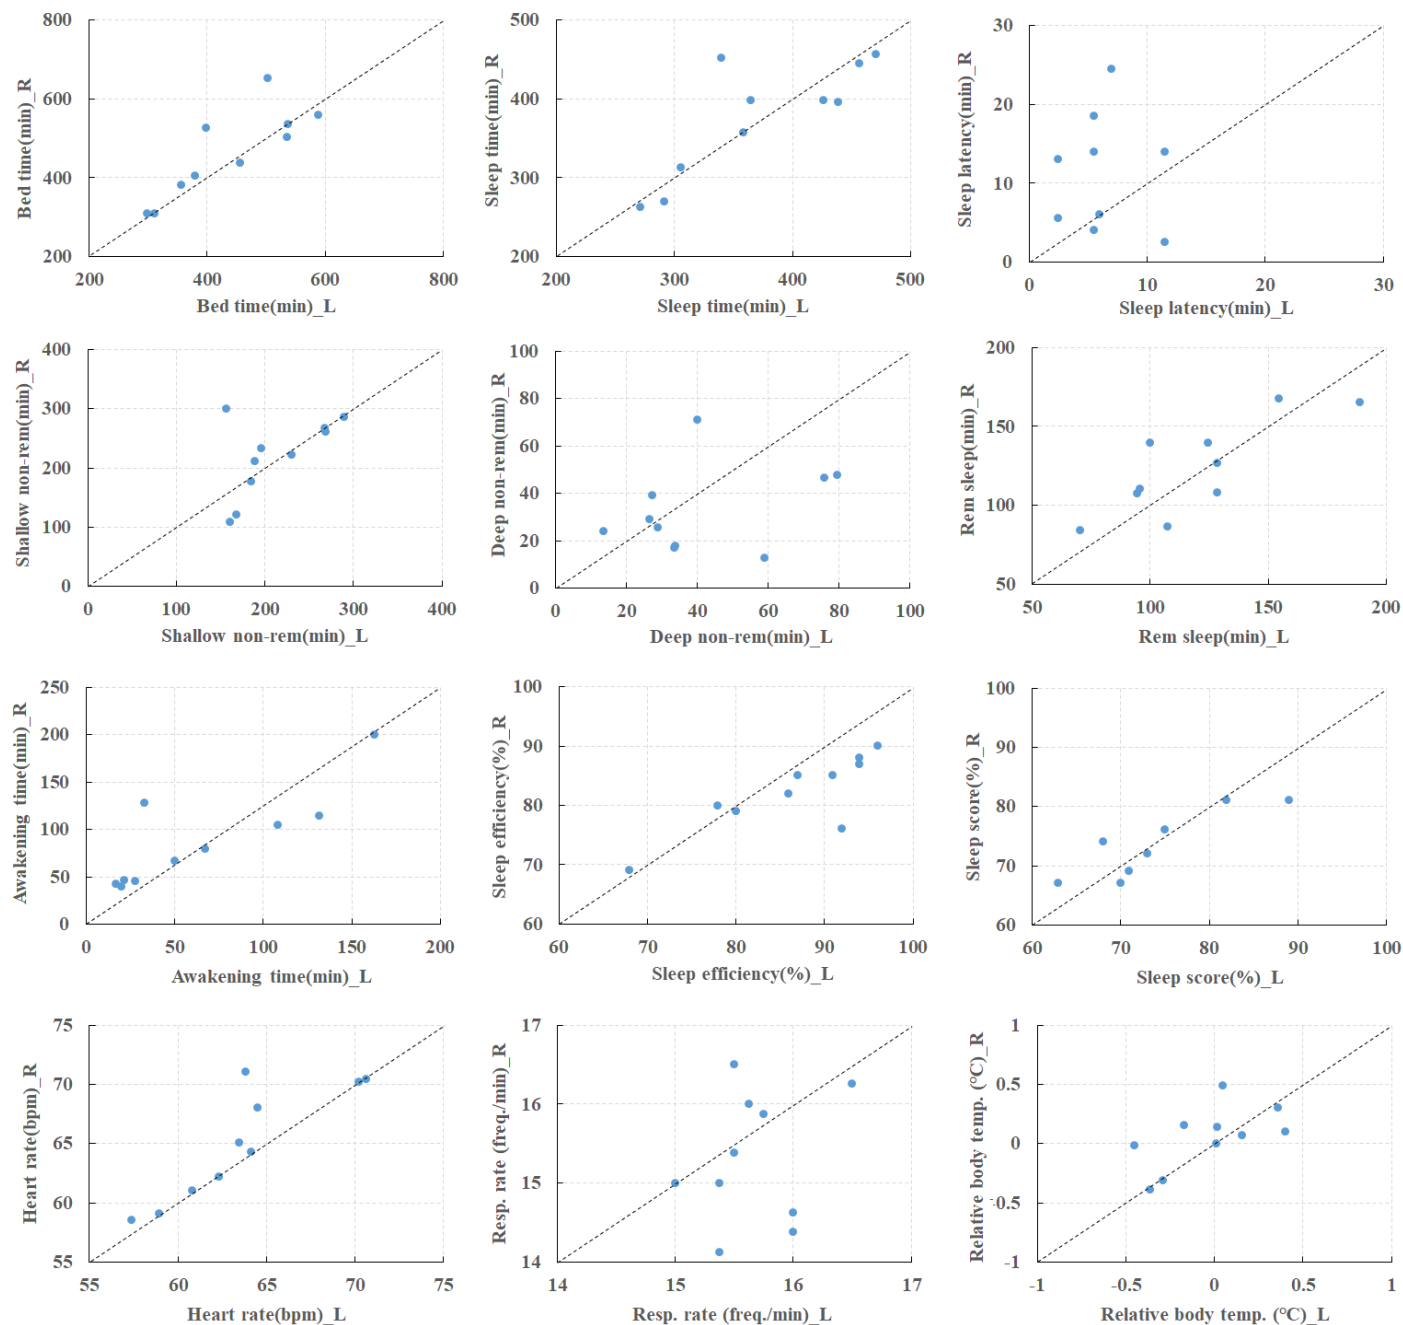 Bed time(min)_R
800
600
400
200
200 400 600 800
Bed time(min)_L
Sleep time(min)_R
500
400
300
200
200 300 400 500
Sleep time(min)_L
Sleep latency(min)_R
30
20
10
0
0 10 20 30
Sleep latency(min)_L
Shallow non-rem(min)_R
400
300
200
100
0
0 100 200 300 400
Shallow non-rem(min)_L
Deep non-rem(min)_R
100
80
60
40
20
0
0 20 40 60 80 100
Deep non-rem(min)_L
Rem sleep(min)_R
200
150
100
50
50 100 150 200
Rem sleep(min)_L
Awakening time(min)_R
250
200
150
100
50
0
0 50 100 150 200
Awakening time(min)_L
Sleep efficiency(%)_R
100
90
80
70
60
60 70 80 90 100
Sleep efficiency(%)_L
Sleep score(%)_R
100
90
80
70
60
60 70 80 90 100
Sleep score(%)_L
Heart rate(bpm)_R
75
70
65
60
55
55 60 65 70 75
Heart rate(bpm)_L
Resp. rate (freq./min)_R
17
16
15
14
14 15 16 17
Resp. rate (freq./min)_L
Relative body temp. (°C)_R
1
0.5
0
-0.5
-1
-1 -0.5 0 0.5 1
Relative body temp. (°C)_L